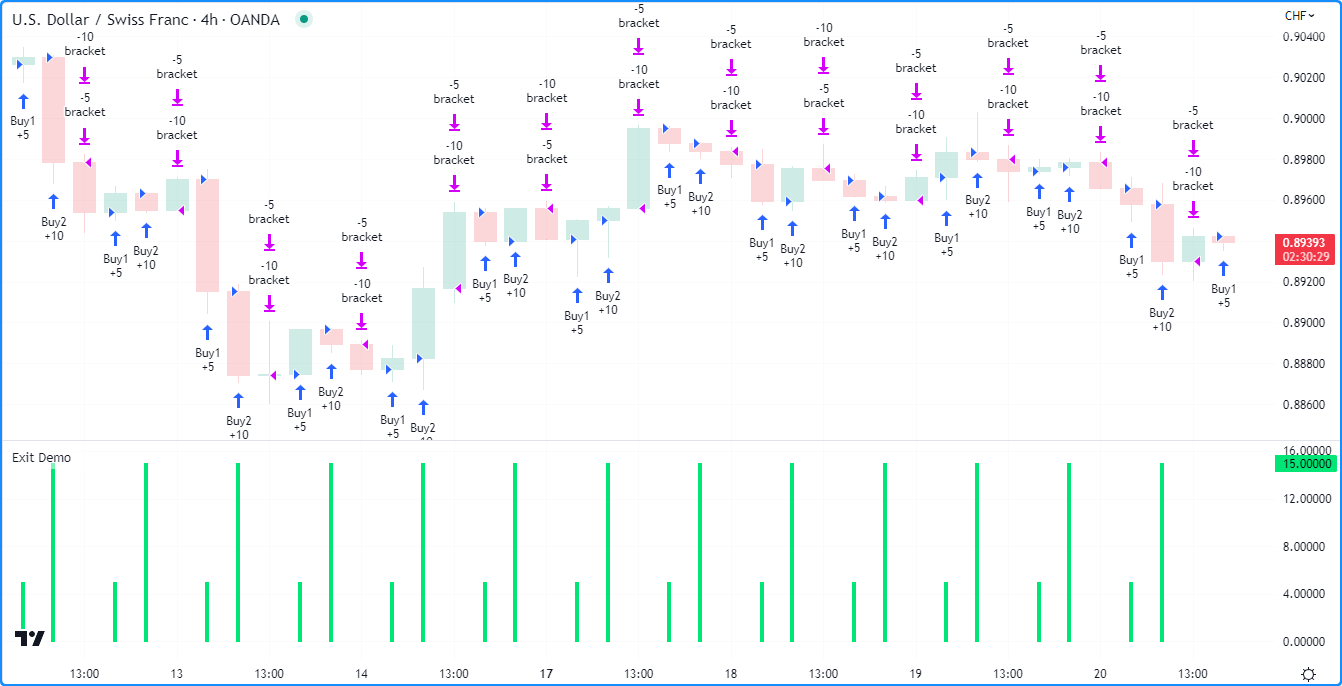 U.S. Dollar / Swiss Franc · 4h · OANDA
CHF
Buy1
+5
Buy2
+10
-10
bracket
-5
bracket
Buy1
+5
Buy2
+10
-5
bracket
-10
bracket
Buy1
+5
Buy2
+10
-5
bracket
-10
bracket
Buy1
+5
Buy2
+10
-5
bracket
-10
bracket
Buy1
+5
Buy2
+10
-5
bracket
-10
bracket
Buy1
+5
Buy2
+10
-10
bracket
-5
bracket
Buy1
+5
Buy2
+10
-5
bracket
-10
bracket
Buy1
+5
Buy2
+10
-5
bracket
-10
bracket
Buy1
+5
Buy2
+10
-10
bracket
-5
bracket
Buy1
+5
Buy2
+10
-5
bracket
-10
bracket
Buy1
+5
Buy2
+10
-5
bracket
-10
bracket
Buy1
+5
Buy2
+10
-5
bracket
-10
bracket
Buy1
+5
Buy2
+10
-5
bracket
-10
bracket
Buy1
+5
0.90400
0.90200
0.90000
0.89800
0.89600
0.89393
02:30:29
0.89200
0.89000
0.88800
0.88600
Exit Demo
16.00000
15.00000
12.00000
8.00000
4.00000
0.00000
13:00 13 13:00 14 13:00 17 13:00 18 13:00 19 13:00 20 13:00